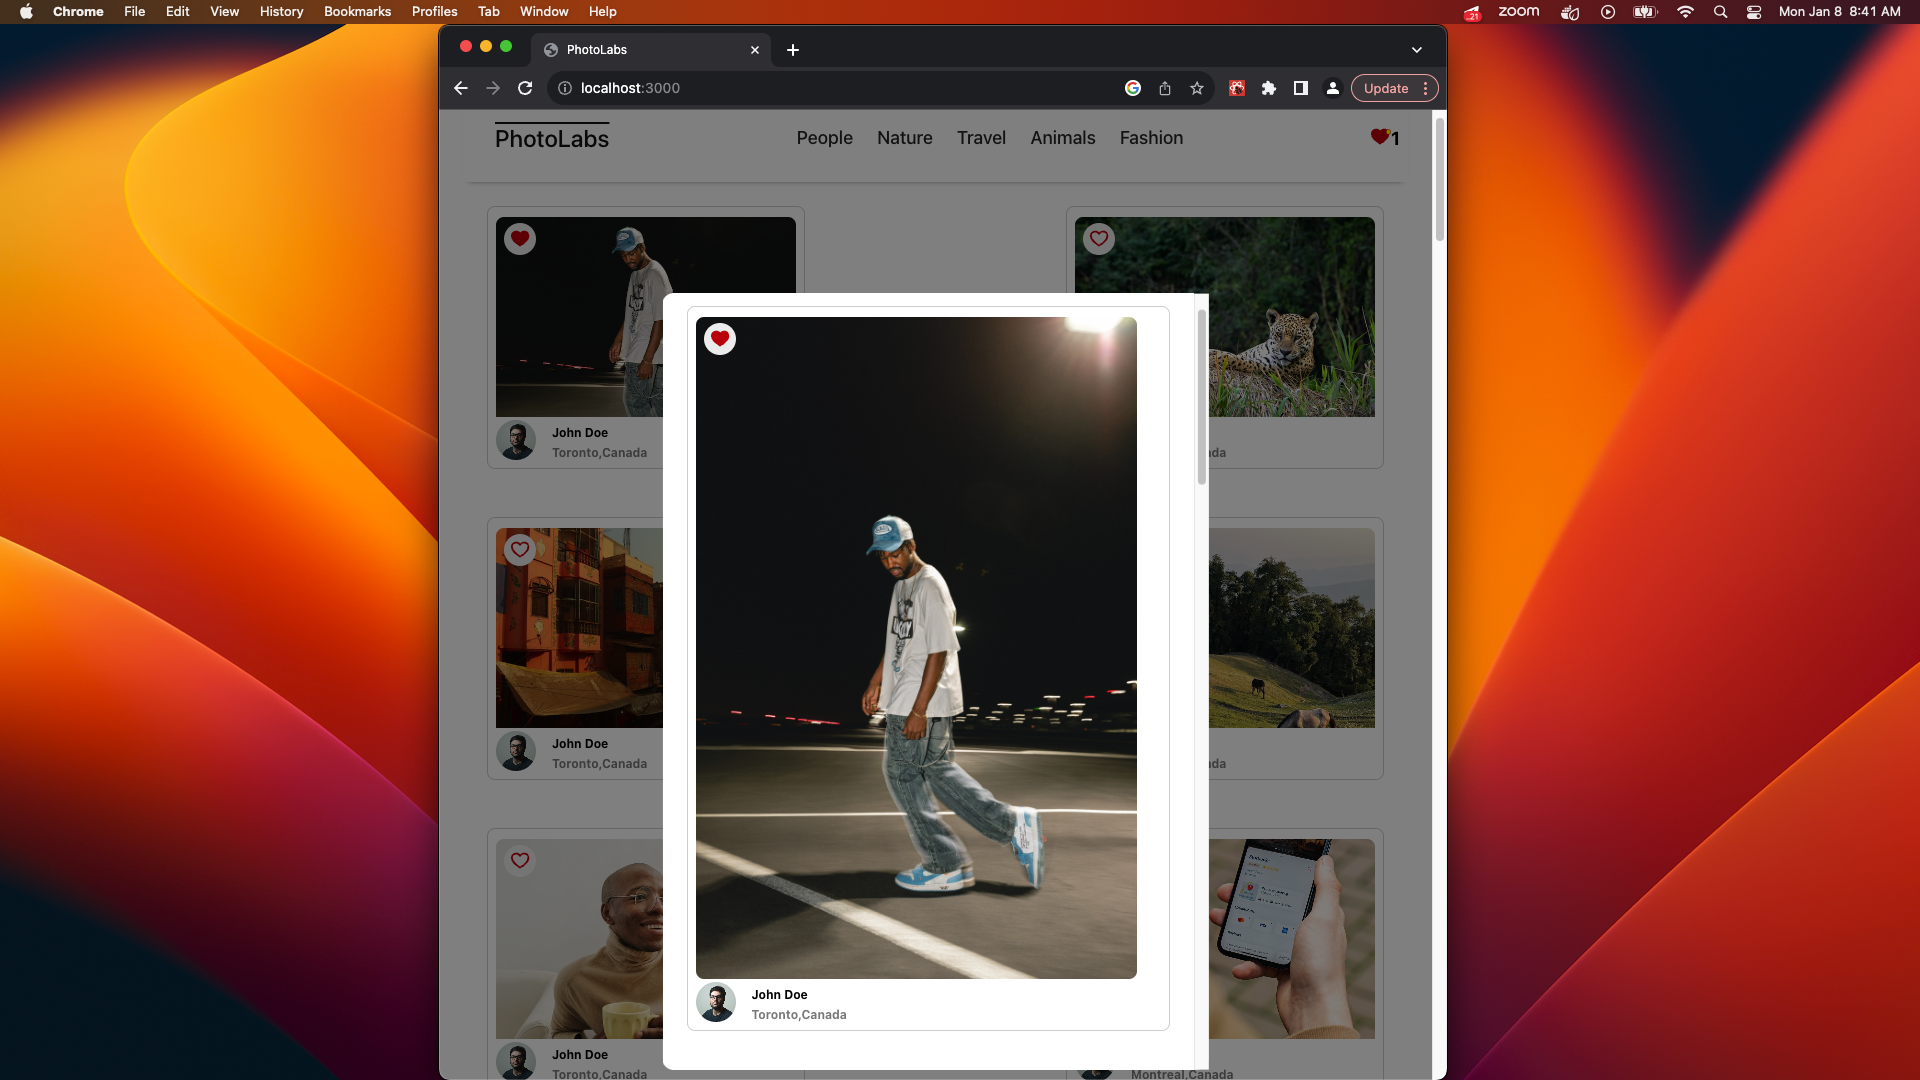 Chrome File Edit View History Bookmarks Profiles Tab Window Help
21 zoom Mon Jan 8 8:41 AM
PhotoLabs
localhost:3000
Update
PhotoLabs People Nature Travel Animals Fashion 1
John Doe
Toronto,Canada
ada
John Doe
Toronto,Canada
ada
John Doe
Toronto,Canada
John Doe
Toronto,Canada
Montreal,Canada